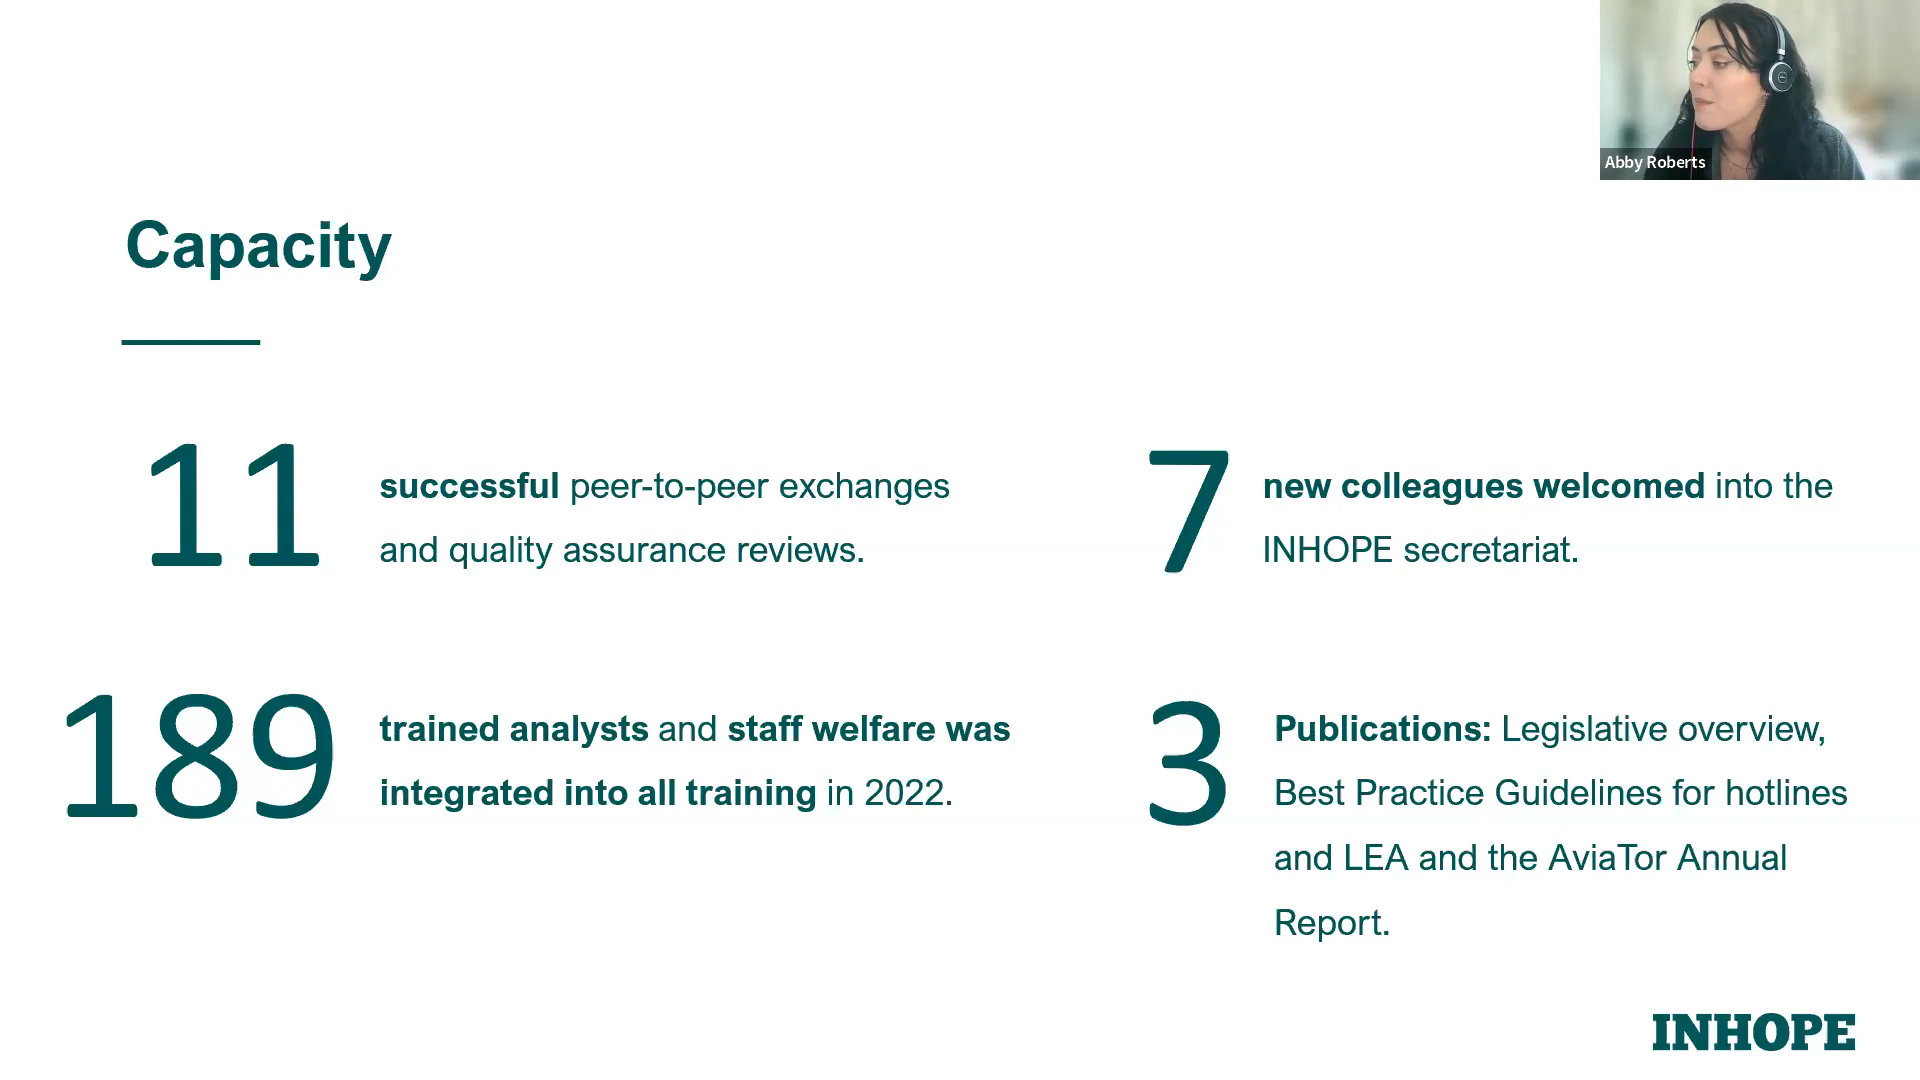 Abby Roberts
Capacity
11
successful peer-to-peer exchanges
and quality assurance reviews.
7
new colleagues welcomed into the
INHOPE secretariat.
189
trained analysts and staff welfare was
integrated into all training in 2022.
3
Publications: Legislative overview,
Best Practice Guidelines for hotlines
and LEA and the AviaTor Annual
Report.
INHOPE